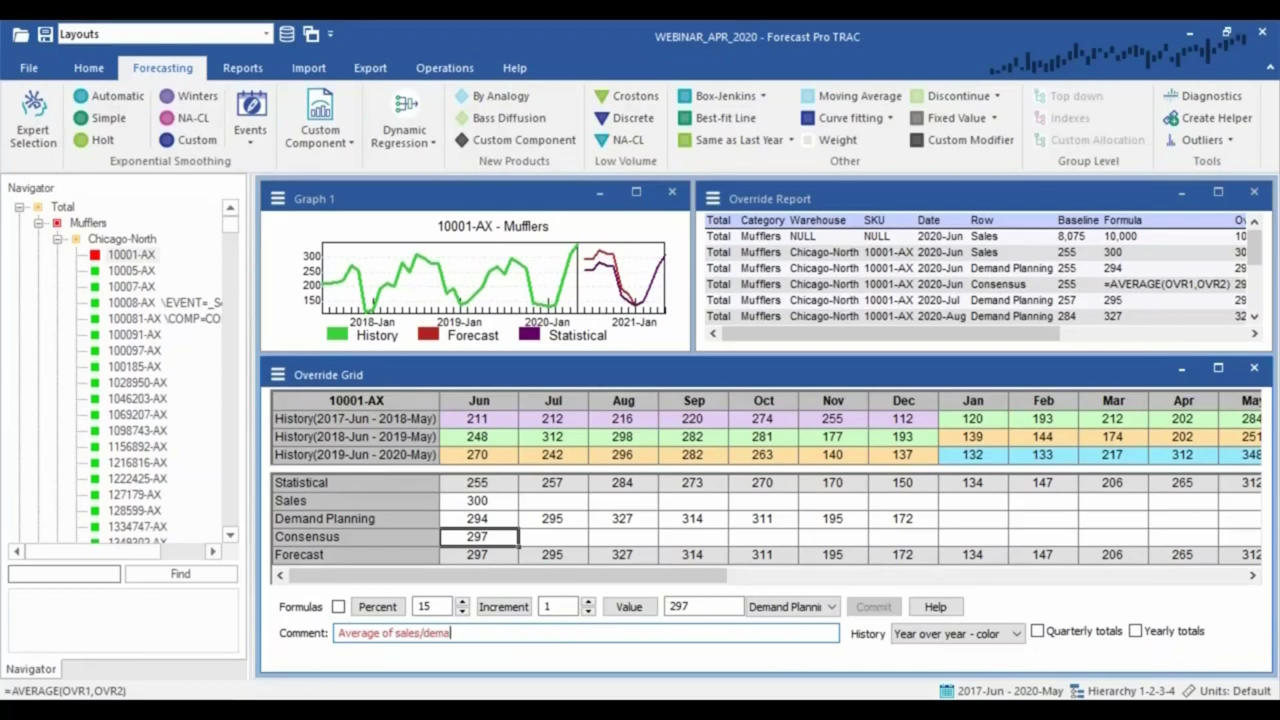 Layouts
WEBINAR_APR_2020 - Forecast Pro TRAC
File Home Forecasting Reports Import Export Operations Help
Expert Selection
Automatic Winters
Simple NA-CL
Holt Custom
Exponential Smoothing
Events
Custom Component
Dynamic Regression
By Analogy
Bass Diffusion
Custom Component
New Products
Crostons
Discrete
NA-CL
Low Volume
Box-Jenkins Moving Average Discontinue
Best-fit Line Curve fitting Fixed Value
Same as Last Year Weight Custom Modifier
Other
Top down
Indexes
Custom Allocation
Group Level
Diagnostics
Create Helper
Outliers
Tools
Navigator
Total
Mufflers
Chicago-North
10001-AX
10005-AX
10007-AX
10008-AX \EVENT=_S
100081-AX \COMP=CO
100091-AX
100097-AX
100185-AX
1028950-AX
1046203-AX
1069207-AX
1098743-AX
1156892-AX
1216816-AX
1222425-AX
127179-AX
128599-AX
1334747-AX
Find
Navigator
Graph 1
10001-AX - Mufflers
300
250
200
150
2018-Jan 2019-Jan 2020-Jan 2021-Jan
History Forecast Statistical
Override Report
Total Category Warehouse SKU Date Row Baseline Formula Ov
Total Mufflers NULL NULL 2020-Jun Sales 8,075 10,000 10
Total Mufflers Chicago-North 10001-AX 2020-Jun Sales 255 300 30
Total Mufflers Chicago-North 10001-AX 2020-Jun Demand Planning 255 294 29
Total Mufflers Chicago-North 10001-AX 2020-Jun Consensus 255 =AVERAGE(OVR1,OVR2) 29
Total Mufflers Chicago-North 10001-AX 2020-Jul Demand Planning 257 295 29
Total Mufflers Chicago-North 10001-AX 2020-Aug Demand Planning 284 327 32
Override Grid
10001-AX Jun Jul Aug Sep Oct Nov Dec Jan Feb Mar Apr May
History(2017-Jun - 2018-May) 211 212 216 220 274 255 112 120 193 212 202 284
History(2018-Jun - 2019-May) 248 312 298 282 281 177 193 139 144 174 202 251
History(2019-Jun - 2020-May) 270 242 296 282 263 140 137 132 133 217 312 348
Statistical 255 257 284 273 270 170 150 134 147 206 265 312
Sales 300
Demand Planning 294 295 327 314 311 195 172
Consensus 297
Forecast 297 295 327 314 311 195 172 134 147 206 265 312
Formulas Percent 15 Increment 1 Value 297 Demand Planni Commit Help
Comment: Average of sales/dema History Year over year - color Quarterly totals Yearly totals
=AVERAGE(OVR1,OVR2) 2017-Jun - 2020-May Hierarchy 1-2-3-4 Units: Default